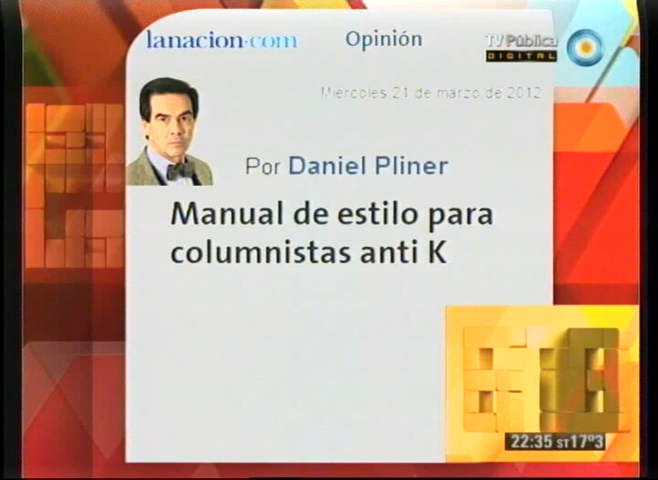 lanacion.com
Opinión
TV Pública
DIGITAL
Miércoles 21 de marzo de 2012
Por Daniel Pliner
Manual de estilo para
columnistas anti K
22:35 ST 17°3